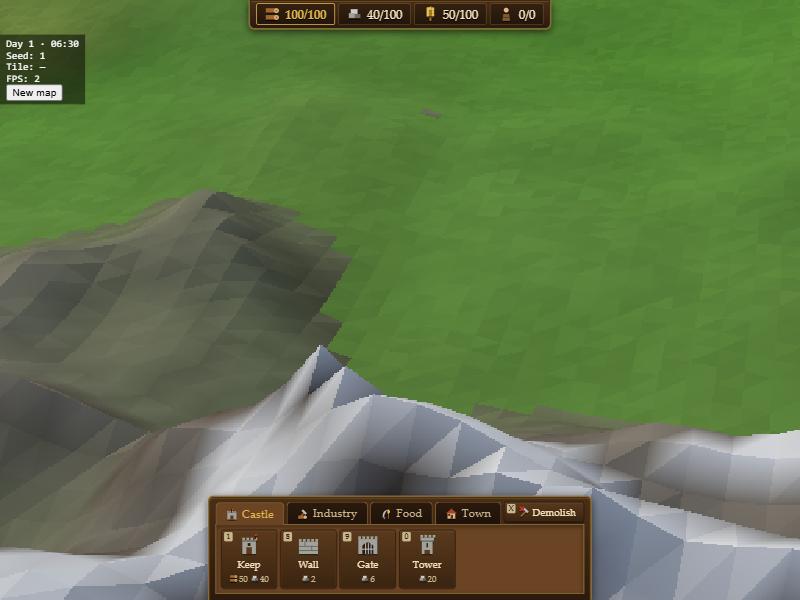 100/100 40/100 50/100 0/0
Day 1 · 06:30
Seed: 1
Tile: —
FPS: 2
New map
Castle Industry Food Town X Demolish
1 8 9 0
Keep Wall Gate Tower
50 40 2 6 20